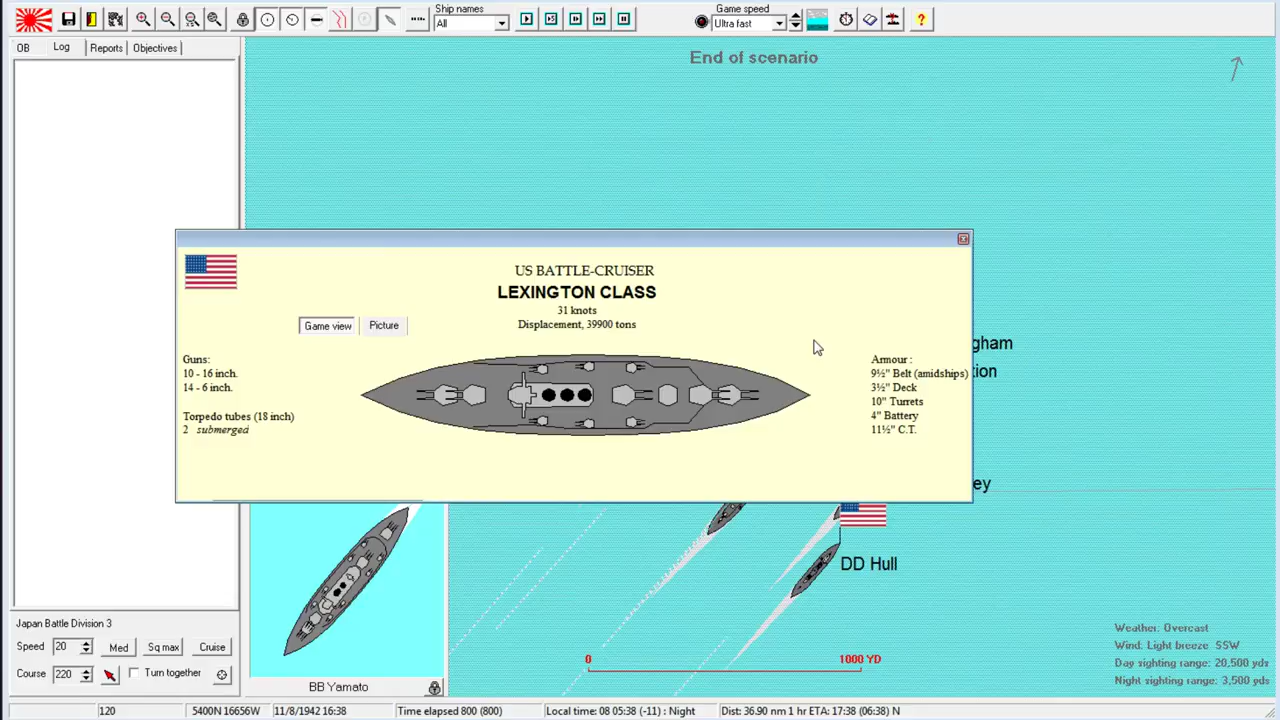 Ship names
Game speed
All
Ultra fast
OB
Log
Reports
Objectives
End of scenario
US BATTLE-CRUISER
LEXINGTON CLASS
31 knots
Displacement, 39900 tons
Game view
Picture
Guns:
10 - 16 inch.
14 - 6 inch.
Torpedo tubes (18 inch)
2 submerged
Armour :
9½" Belt (amidships)
3½" Deck
10" Turrets
4" Battery
11½" C.T.
gham
ion
ey
DD Hull
Japan Battle Division 3
Speed 20 Med Sq max Cruise
Course 220 Turn together
BB Yamato
0 1000 YD
Weather: Overcast
Wind: Light breeze SSW
Day sighting range: 20,500 yds
Night sighting range: 3,500 yds
120 5400N 16656W 11/8/1942 16:38 Time elapsed 800 (800) Local time: 08 05:38 (-11) : Night Dist: 36.90 nm 1 hr ETA: 17:38 (06:38) N